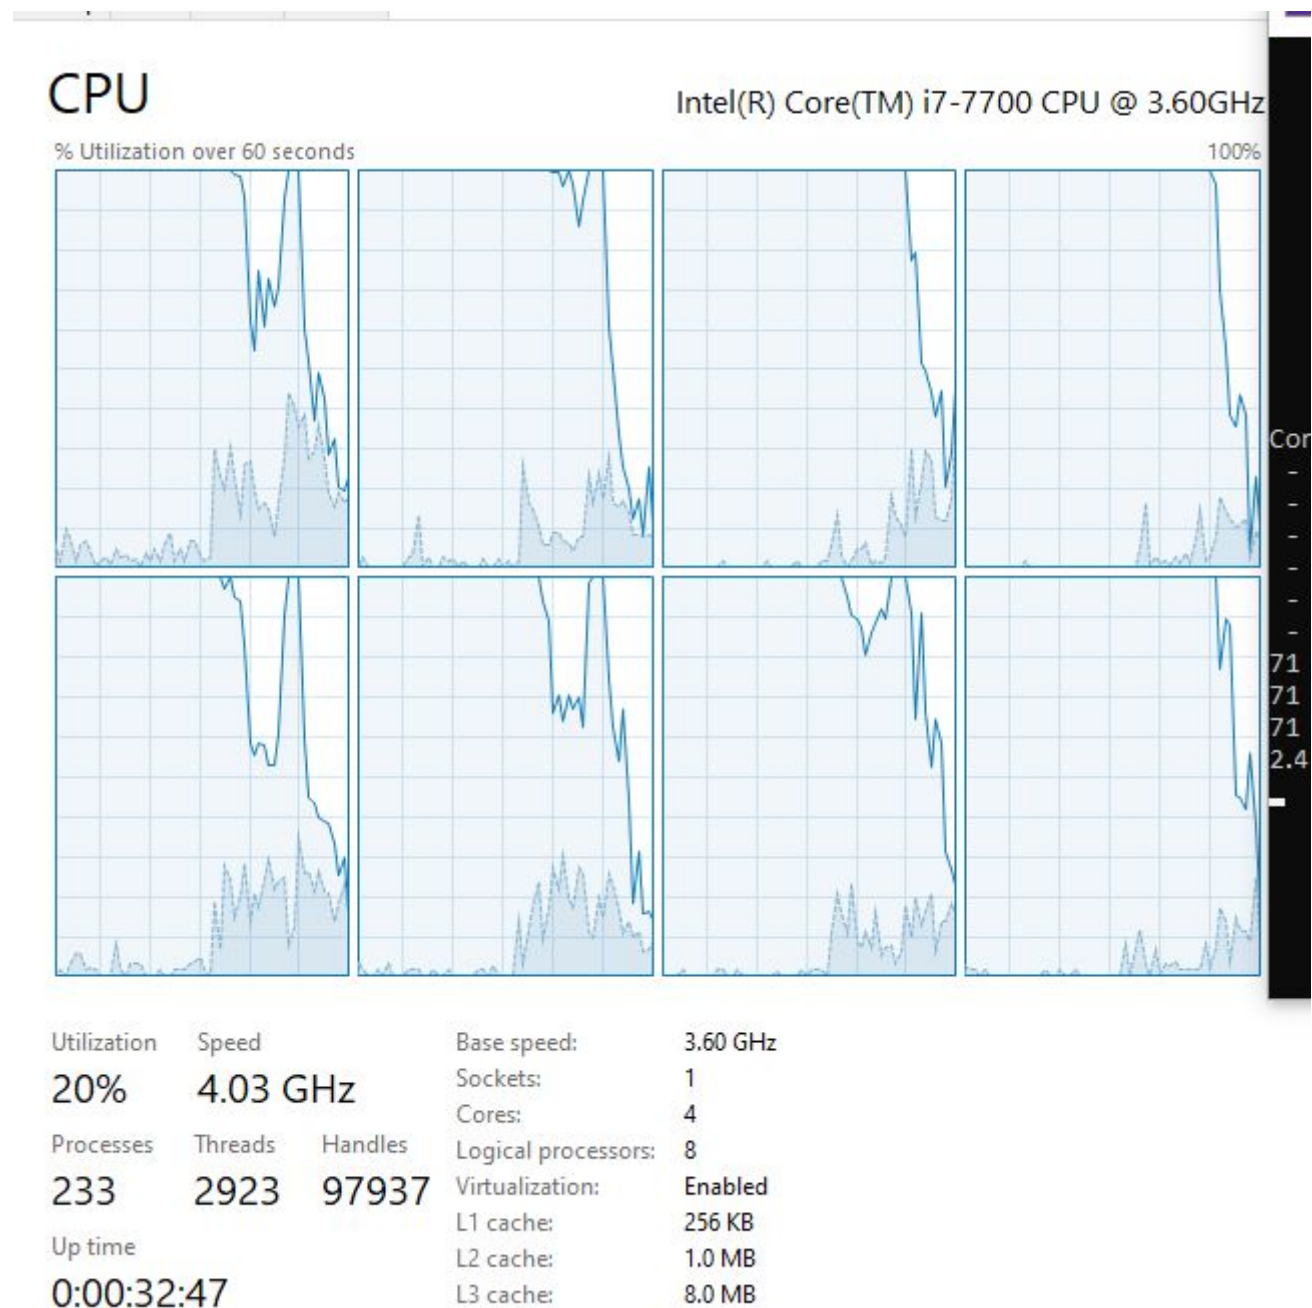 CPU
Intel(R) Core(TM) i7-7700 CPU @ 3.60GHz
% Utilization over 60 seconds
100%
Utilization
Speed
20%
4.03 GHz
Processes
Threads
Handles
233
2923
97937
Up time
0:00:32:47
Base speed:
3.60 GHz
Sockets:
1
Cores:
4
Logical processors:
8
Virtualization:
Enabled
L1 cache:
256 KB
L2 cache:
1.0 MB
L3 cache:
8.0 MB
Cor
-
-
-
-
-
-
71
71
71
2.4